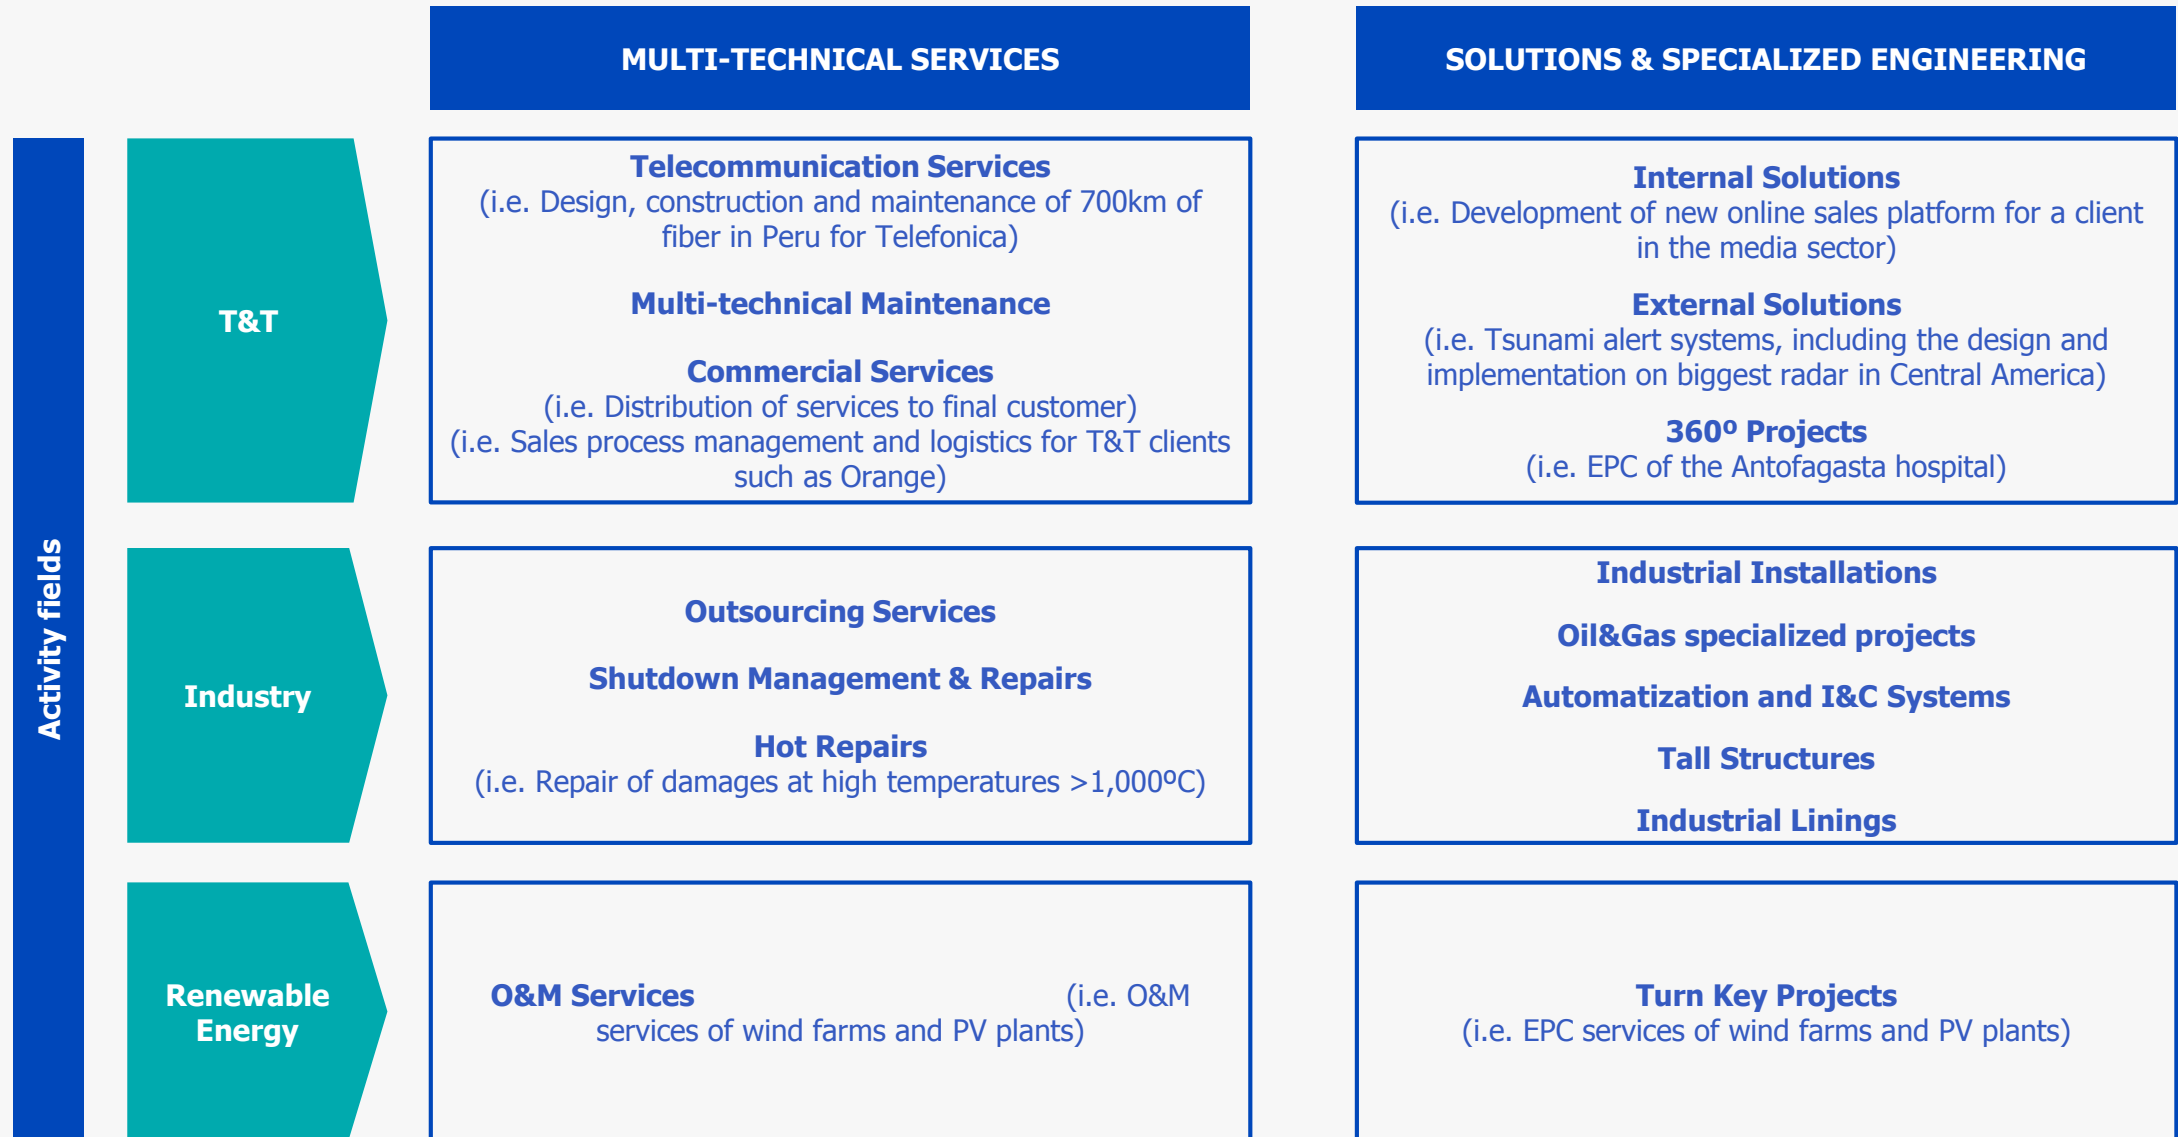 MULTI-TECHNICAL SERVICES
SOLUTIONS & SPECIALIZED ENGINEERING
Activity fields
T&T
Telecommunication Services
(i.e. Design, construction and maintenance of 700km of
fiber in Peru for Telefonica)
Multi-technical Maintenance
Commercial Services
(i.e. Distribution of services to final customer)
(i.e. Sales process management and logistics for T&T clients
such as Orange)
Internal Solutions
(i.e. Development of new online sales platform for a client
in the media sector)
External Solutions
(i.e. Tsunami alert systems, including the design and
implementation on biggest radar in Central America)
360º Projects
(i.e. EPC of the Antofagasta hospital)
Industry
Outsourcing Services
Shutdown Management & Repairs
Hot Repairs
(i.e. Repair of damages at high temperatures >1,000ºC)
Industrial Installations
Oil&Gas specialized projects
Automatization and I&C Systems
Tall Structures
Industrial Linings
Renewable
Energy
O&M Services (i.e. O&M
services of wind farms and PV plants)
Turn Key Projects
(i.e. EPC services of wind farms and PV plants)